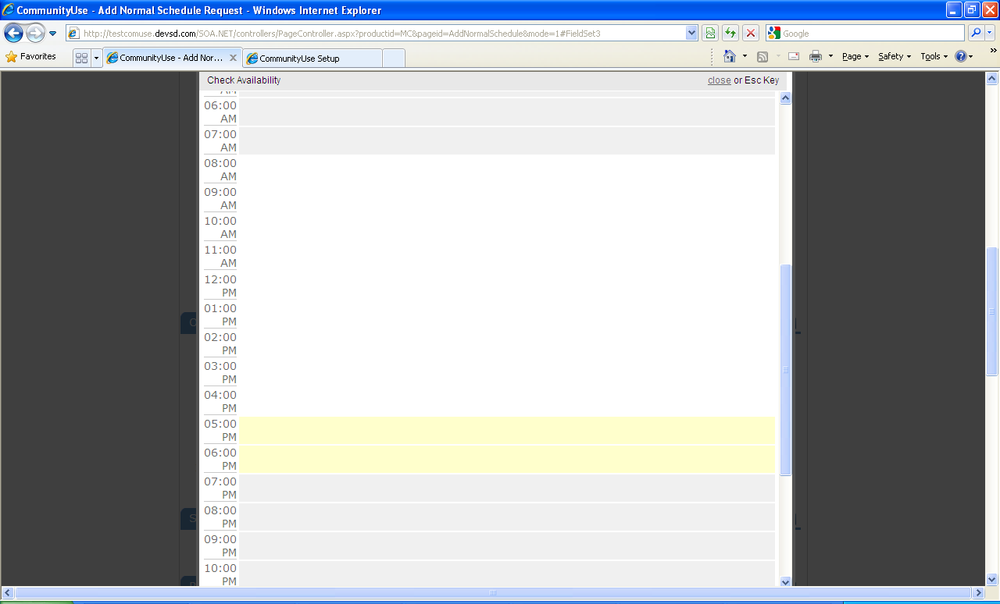 CommunityUse - Add Normal Schedule Request - Windows Internet Explorer
http://testcomuse.devsd.com/SOA.NET/controllers/PageController.aspx?productid=MC&pageid=AddNormalSchedule&mode=1#FieldSet3
Google
Favorites
CommunityUse - Add Nor...
CommunityUse Setup
Page
Safety
Tools
Check Availability
close or Esc Key
AM
06:00
AM
07:00
AM
08:00
AM
09:00
AM
10:00
AM
11:00
AM
12:00
PM
01:00
PM
02:00
PM
03:00
PM
04:00
PM
05:00
PM
06:00
PM
07:00
PM
08:00
PM
09:00
PM
10:00
PM